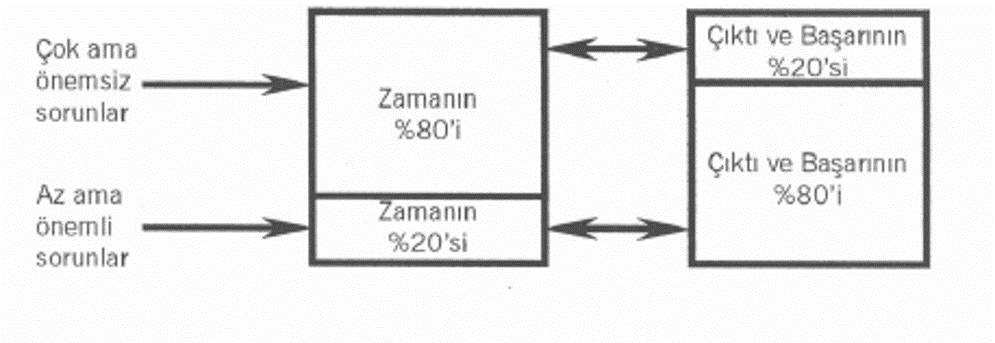 Çok ama
önemsiz
sorunlar
Az ama
önemli
sorunlar
Zamanın
%80'i
Zamanın
%20'si
Çıktı ve Başarının
%20'si
Çıktı ve Başarının
%80'i